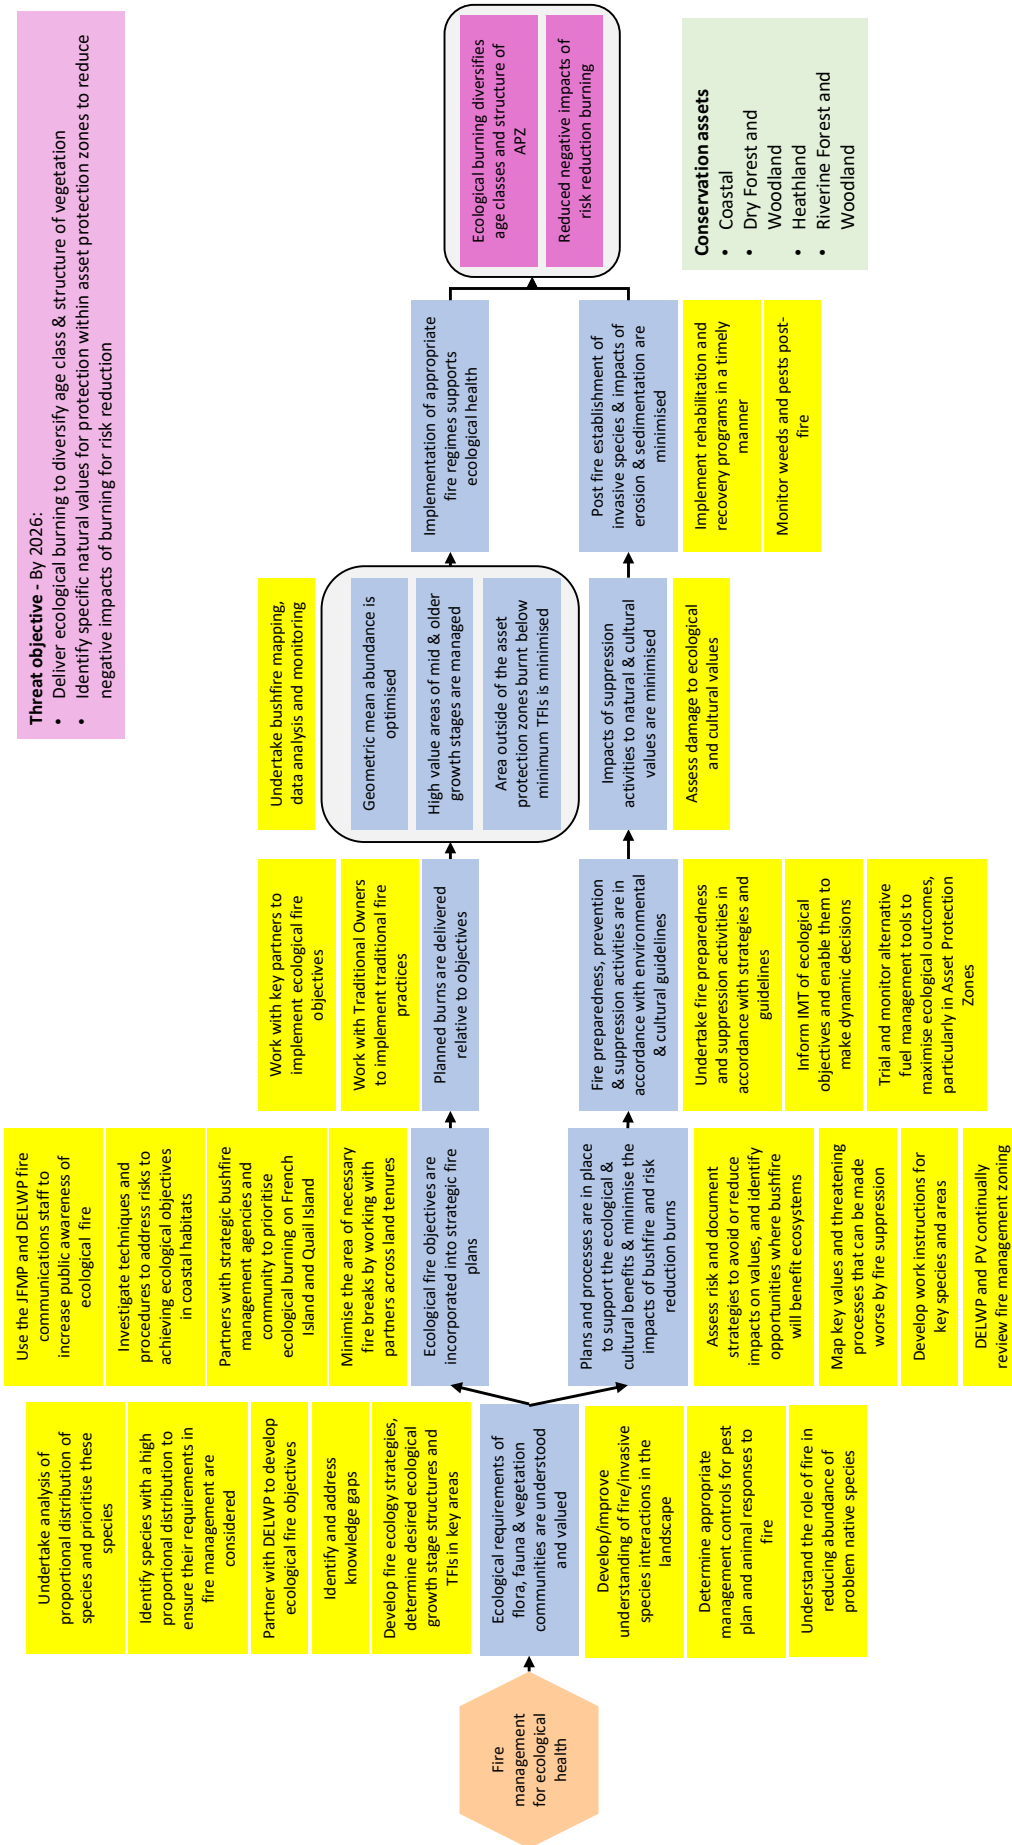 Threat objective - By 2026:
• Deliver ecological burning to diversify age class & structure of vegetation
• Identify specific natural values for protection within asset protection zones to reduce
negative impacts of burning for risk reduction
Fire
management
for ecological
health
Undertake analysis of
proportional distribution of
species and prioritise these
species
Identify species with a high
proportional distribution to
ensure their requirements in
fire management are
considered
Partner with DELWP to develop
ecological fire objectives
Identify and address
knowledge gaps
Develop fire ecology strategies,
determine desired ecological
growth stage structures and
TFIs in key areas
Ecological requirements of
flora, fauna & vegetation
communities are understood
and valued
Develop/improve
understanding of fire/invasive
species interactions in the
landscape
Determine appropriate
management controls for pest
plan and animal responses to
fire
Understand the role of fire in
reducing abundance of
problem native species
Use the JFMP and DELWP fire
communications staff to
increase public awareness of
ecological fire
Investigate techniques and
procedures to address risks to
achieving ecological objectives
in coastal habitats
Partners with strategic bushfire
management agencies and
community to prioritise
ecological burning on French
Island and Quail Island
Minimise the area of necessary
fire breaks by working with
partners across land tenures
Ecological fire objectives are
incorporated into strategic fire
plans
Plans and processes are in place
to support the ecological &
cultural benefits & minimise the
impacts of bushfire and risk
reduction burns
Assess risk and document
strategies to avoid or reduce
impacts on values, and identify
opportunities where bushfire
will benefit ecosystems
Map key values and threatening
processes that can be made
worse by fire suppression
Develop work instructions for
key species and areas
DELWP and PV continually
review fire management zoning
Work with key partners to
implement ecological fire
objectives
Work with Traditional Owners
to implement traditional fire
practices
Planned burns are delivered
relative to objectives
Fire preparedness, prevention
& suppression activities are in
accordance with environmental
& cultural guidelines
Undertake fire preparedness
and suppression activities in
accordance with strategies and
guidelines
Inform IMT of ecological
objectives and enable them to
make dynamic decisions
Trial and monitor alternative
fuel management tools to
maximise ecological outcomes,
particularly in Asset Protection
Zones
Undertake bushfire mapping,
data analysis and monitoring
Geometric mean abundance is
optimised
High value areas of mid & older
growth stages are managed
Area outside of the asset
protection zones burnt below
minimum TFIs is minimised
Impacts of suppression
activities to natural & cultural
values are minimised
Assess damage to ecological
and cultural values
Implementation of appropriate
fire regimes supports
ecological health
Post fire establishment of
invasive species & impacts of
erosion & sedimentation are
minimised
Implement rehabilitation and
recovery programs in a timely
manner
Monitor weeds and pests post-
fire
Ecological burning diversifies
age classes and structure of
APZ
Reduced negative impacts of
risk reduction burning
Conservation assets
• Coastal
• Dry Forest and
Woodland
• Heathland
• Riverine Forest and
Woodland